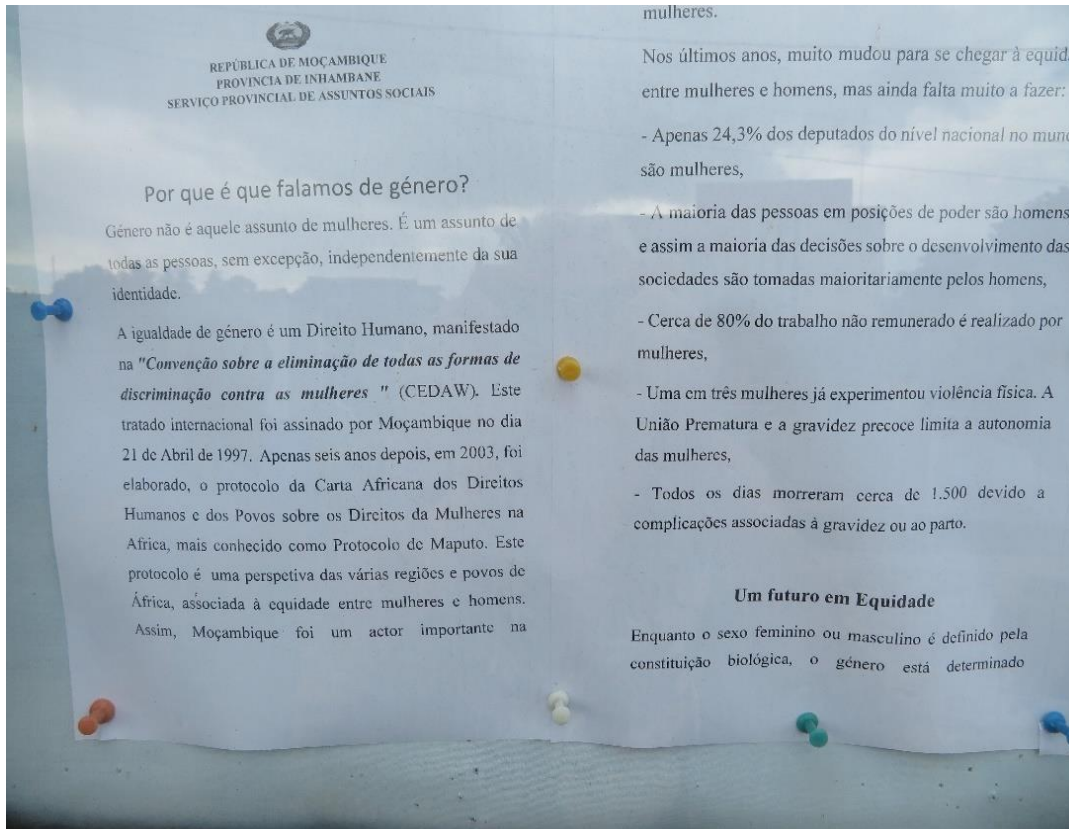 REPÚBLICA DE MOÇAMBIQUE
PROVINCIA DE INHAMBANE
SERVIÇO PROVINCIAL DE ASSUNTOS SOCIAIS
Por que é que falamos de género?
Género não é aquele assunto de mulheres. É um assunto de
todas as pessoas, sem excepção, independentemente da sua
identidade.
A igualdade de género é um Direito Humano, manifestado
na "Convenção sobre a eliminação de todas as formas de
discriminação contra as mulheres " (CEDAW). Este
tratado internacional foi assinado por Moçambique no dia
21 de Abril de 1997. Apenas seis anos depois, em 2003, foi
elaborado, o protocolo da Carta Africana dos Direitos
Humanos e dos Povos sobre os Direitos da Mulheres na
Africa, mais conhecido como Protocolo de Maputo. Este
protocolo é uma perspetiva das várias regiões e povos de
África, associada à equidade entre mulheres e homens.
Assim, Moçambique foi um actor importante na
mulheres.
Nos últimos anos, muito mudou para se chegar à equid
entre mulheres e homens, mas ainda falta muito a fazer:
- Apenas 24,3% dos deputados do nível nacional no mun
são mulheres,
- A maioria das pessoas em posições de poder são homens
e assim a maioria das decisões sobre o desenvolvimento das
sociedades são tomadas maioritariamente pelos homens,
- Cerca de 80% do trabalho não remunerado é realizado por
mulheres,
- Uma em três mulheres já experimentou violência física. A
União Prematura e a gravidez precoce limita a autonomia
das mulheres,
- Todos os dias morreram cerca de 1.500 devido a
complicações associadas à gravidez ou ao parto.
Um futuro em Equidade
Enquanto o sexo feminino ou masculino é definido pela
constituição biológica, o género está determinado